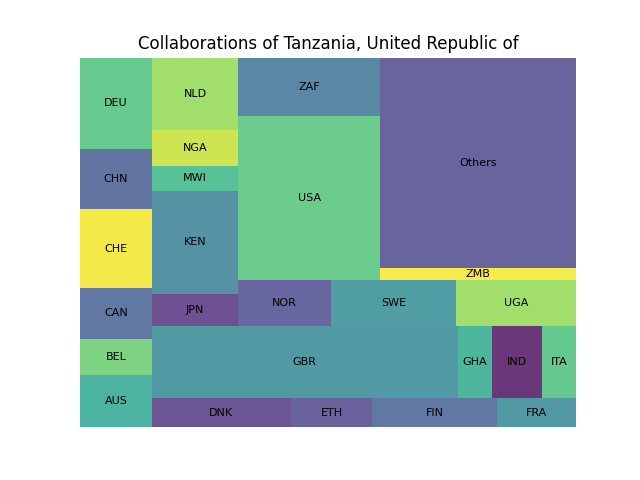 Collaborations of Tanzania, United Republic of
DEU
CHN
CHE
CAN
BEL
AUS
NLD
NGA
MWI
KEN
JPN
ZAF
USA
Others
ZMB
NOR
SWE
UGA
GBR
GHA
IND
ITA
DNK
ETH
FIN
FRA